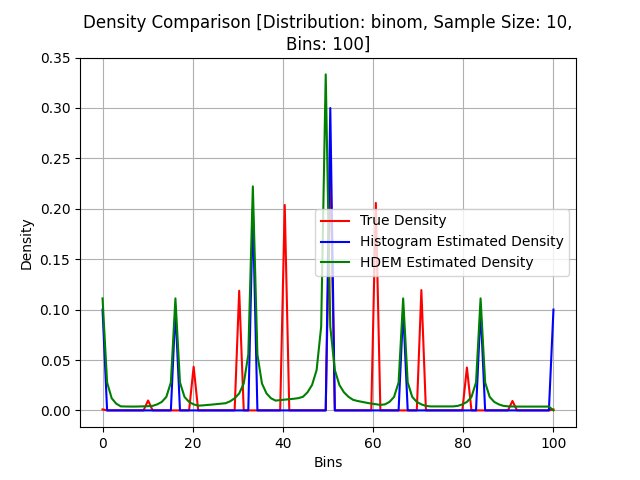 Density Comparison [Distribution: binom, Sample Size: 10,
Bins: 100]
0.35
0.30
0.25
0.20
0.15
0.10
0.05
0.00
Density
True Density
Histogram Estimated Density
HDEM Estimated Density
0 20 40 60 80 100
Bins